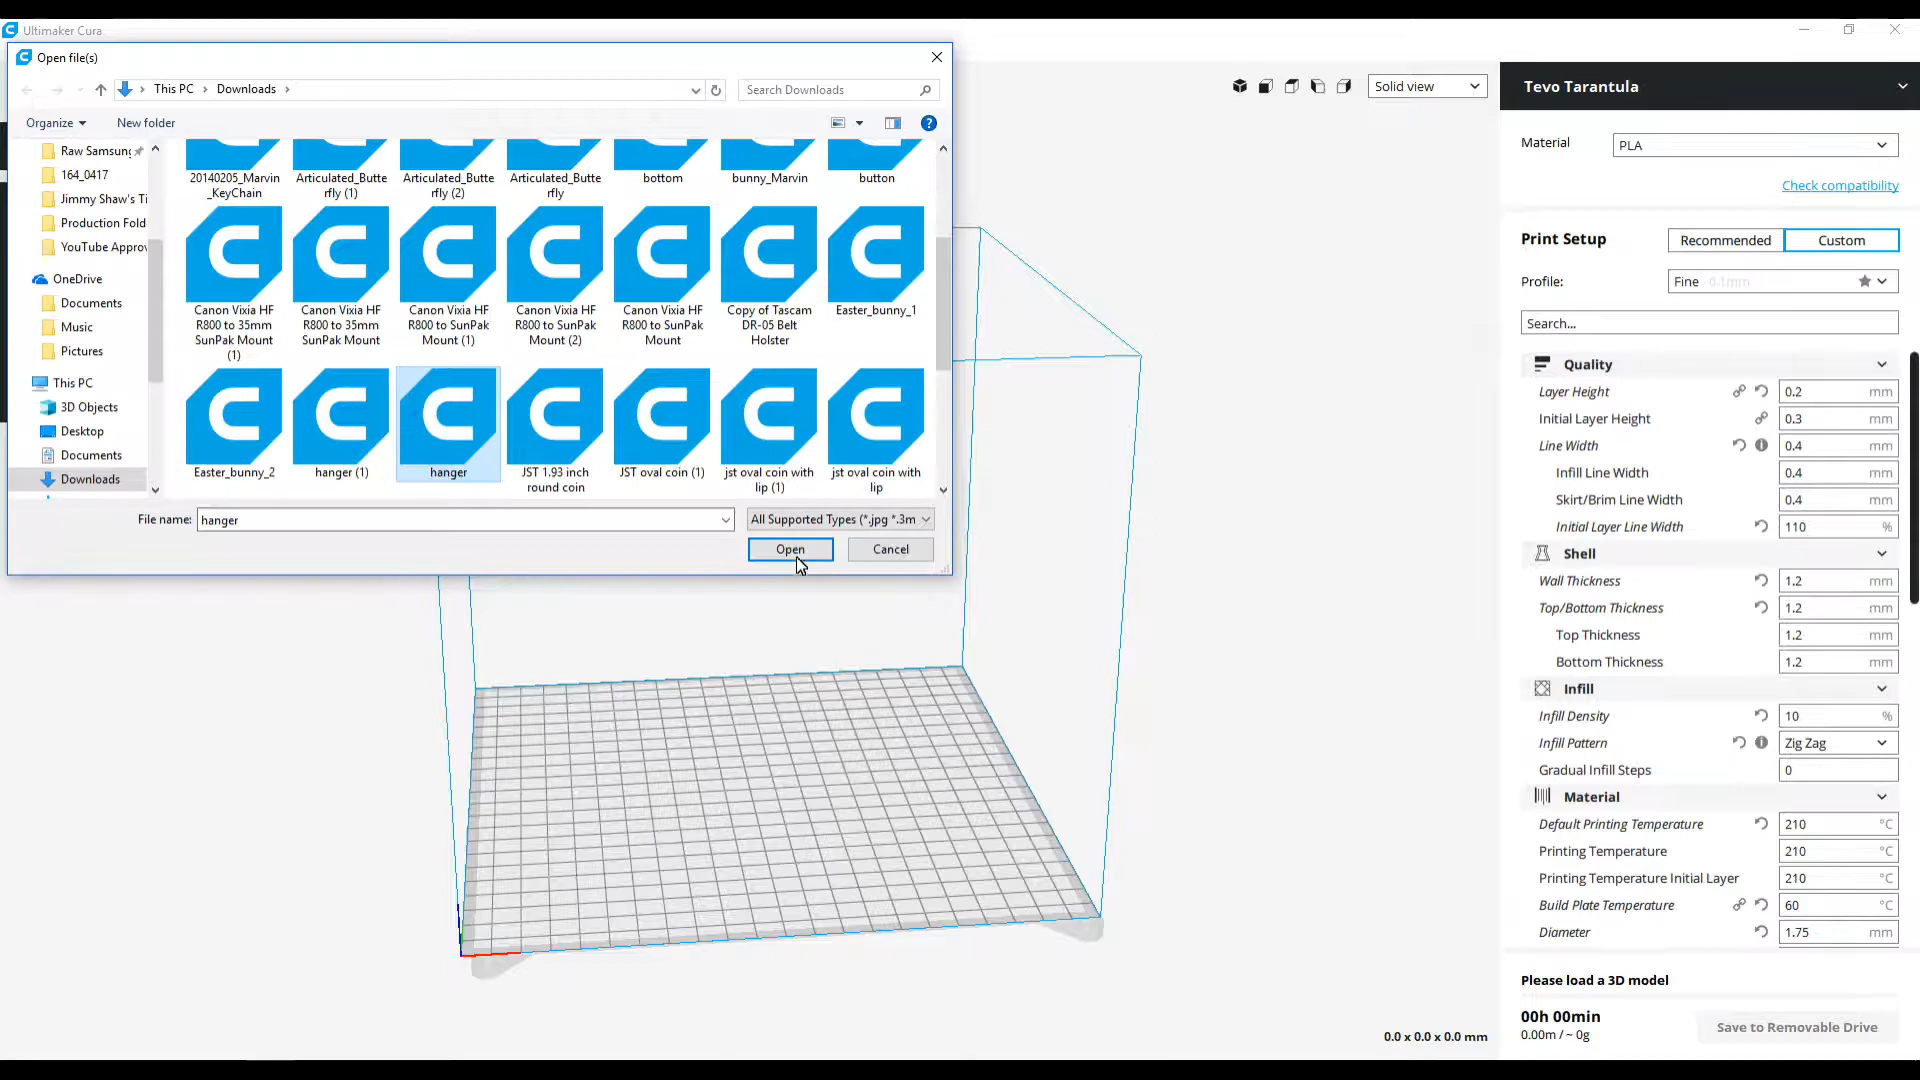 Ultimaker Cura
Open file(s)
This PC
Downloads
Search Downloads
Organize
New folder
Raw Samsung
164_0417
Jimmy Shaw's Ti
Production Fold
YouTube Approv
OneDrive
Documents
Music
Pictures
This PC
3D Objects
Desktop
Documents
Downloads
20140205_Marvin
_KeyChain
Articulated_Butte
rfly (1)
Articulated_Butte
rfly (2)
Articulated_Butte
rfly
bottom
bunny_Marvin
button
Canon Vixia HF
R800 to 35mm
SunPak Mount
(1)
Canon Vixia HF
R800 to 35mm
SunPak Mount
Canon Vixia HF
R800 to SunPak
Mount (1)
Canon Vixia HF
R800 to SunPak
Mount (2)
Canon Vixia HF
R800 to SunPak
Mount
Copy of Tascam
DR-05 Belt
Holster
Easter_bunny_1
Easter_bunny_2
hanger (1)
hanger
JST 1.93 inch
round coin
JST oval coin (1)
jst oval coin with
lip (1)
jst oval coin with
lip
File name:
hanger
All Supported Types (*.jpg *.3m
Open
Cancel
Solid view
0.0 x 0.0 x 0.0 mm
Tevo Tarantula
Material
PLA
Check compatibility
Print Setup
Recommended
Custom
Profile:
Fine 0.1mm
Search...
Quality
Layer Height
0.2 mm
Initial Layer Height
0.3 mm
Line Width
0.4 mm
Infill Line Width
0.4 mm
Skirt/Brim Line Width
0.4 mm
Initial Layer Line Width
110 %
Shell
Wall Thickness
1.2 mm
Top/Bottom Thickness
1.2 mm
Top Thickness
1.2 mm
Bottom Thickness
1.2 mm
Infill
Infill Density
10 %
Infill Pattern
Zig Zag
Gradual Infill Steps
0
Material
Default Printing Temperature
210 °C
Printing Temperature
210 °C
Printing Temperature Initial Layer
210 °C
Build Plate Temperature
60 °C
Diameter
1.75 mm
Please load a 3D model
00h 00min
0.00m / ~ 0g
Save to Removable Drive